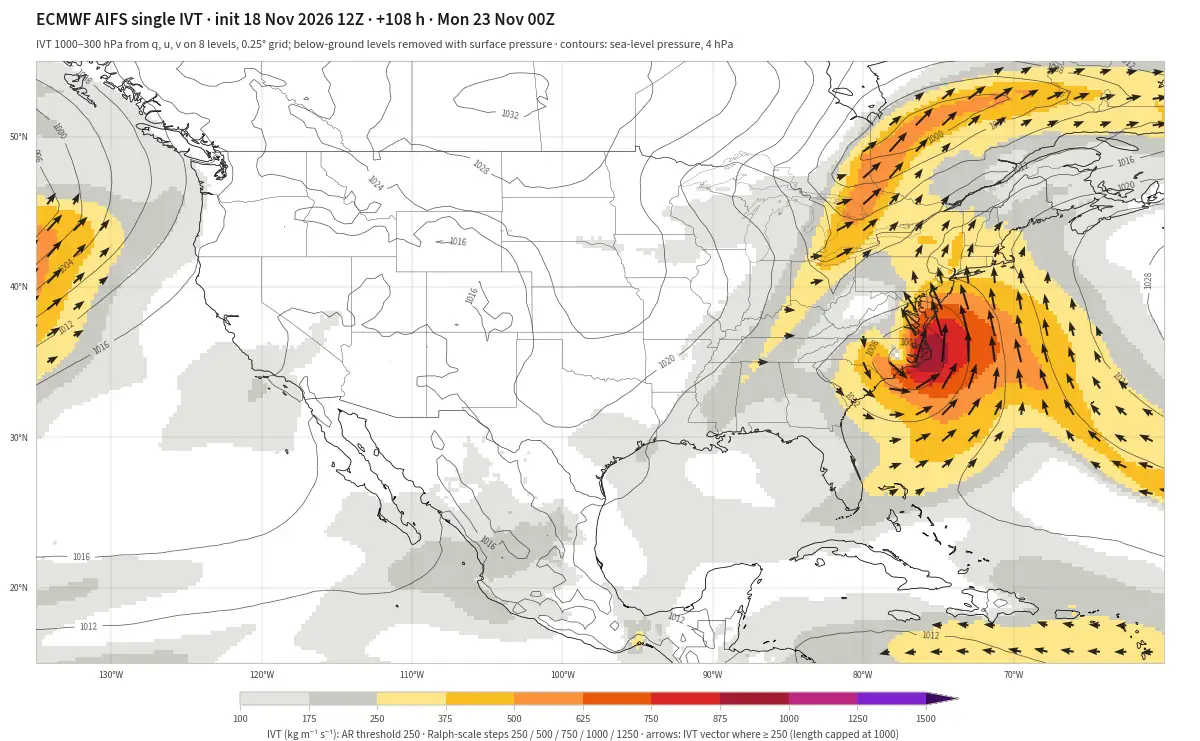 ECMWF AIFS single IVT · init 18 Nov 2026 12Z · +108 h · Mon 23 Nov 00Z
IVT 1000–300 hPa from q, u, v on 8 levels, 0.25° grid; below-ground levels removed with surface pressure · contours: sea-level pressure, 4 hPa
1032
1000
50°N
1000
1016
1028
1024
1020
1016
1004
1028
40°N
1016
1012
1016
1008
1020
30°N
1016
1016
20°N
1012
1012
1012
130°W 120°W 110°W 100°W 90°W 80°W 70°W
100 175 250 375 500 625 750 875 1000 1250 1500
IVT (kg m⁻¹ s⁻¹): AR threshold 250 · Ralph-scale steps 250 / 500 / 750 / 1000 / 1250 · arrows: IVT vector where ≥ 250 (length capped at 1000)